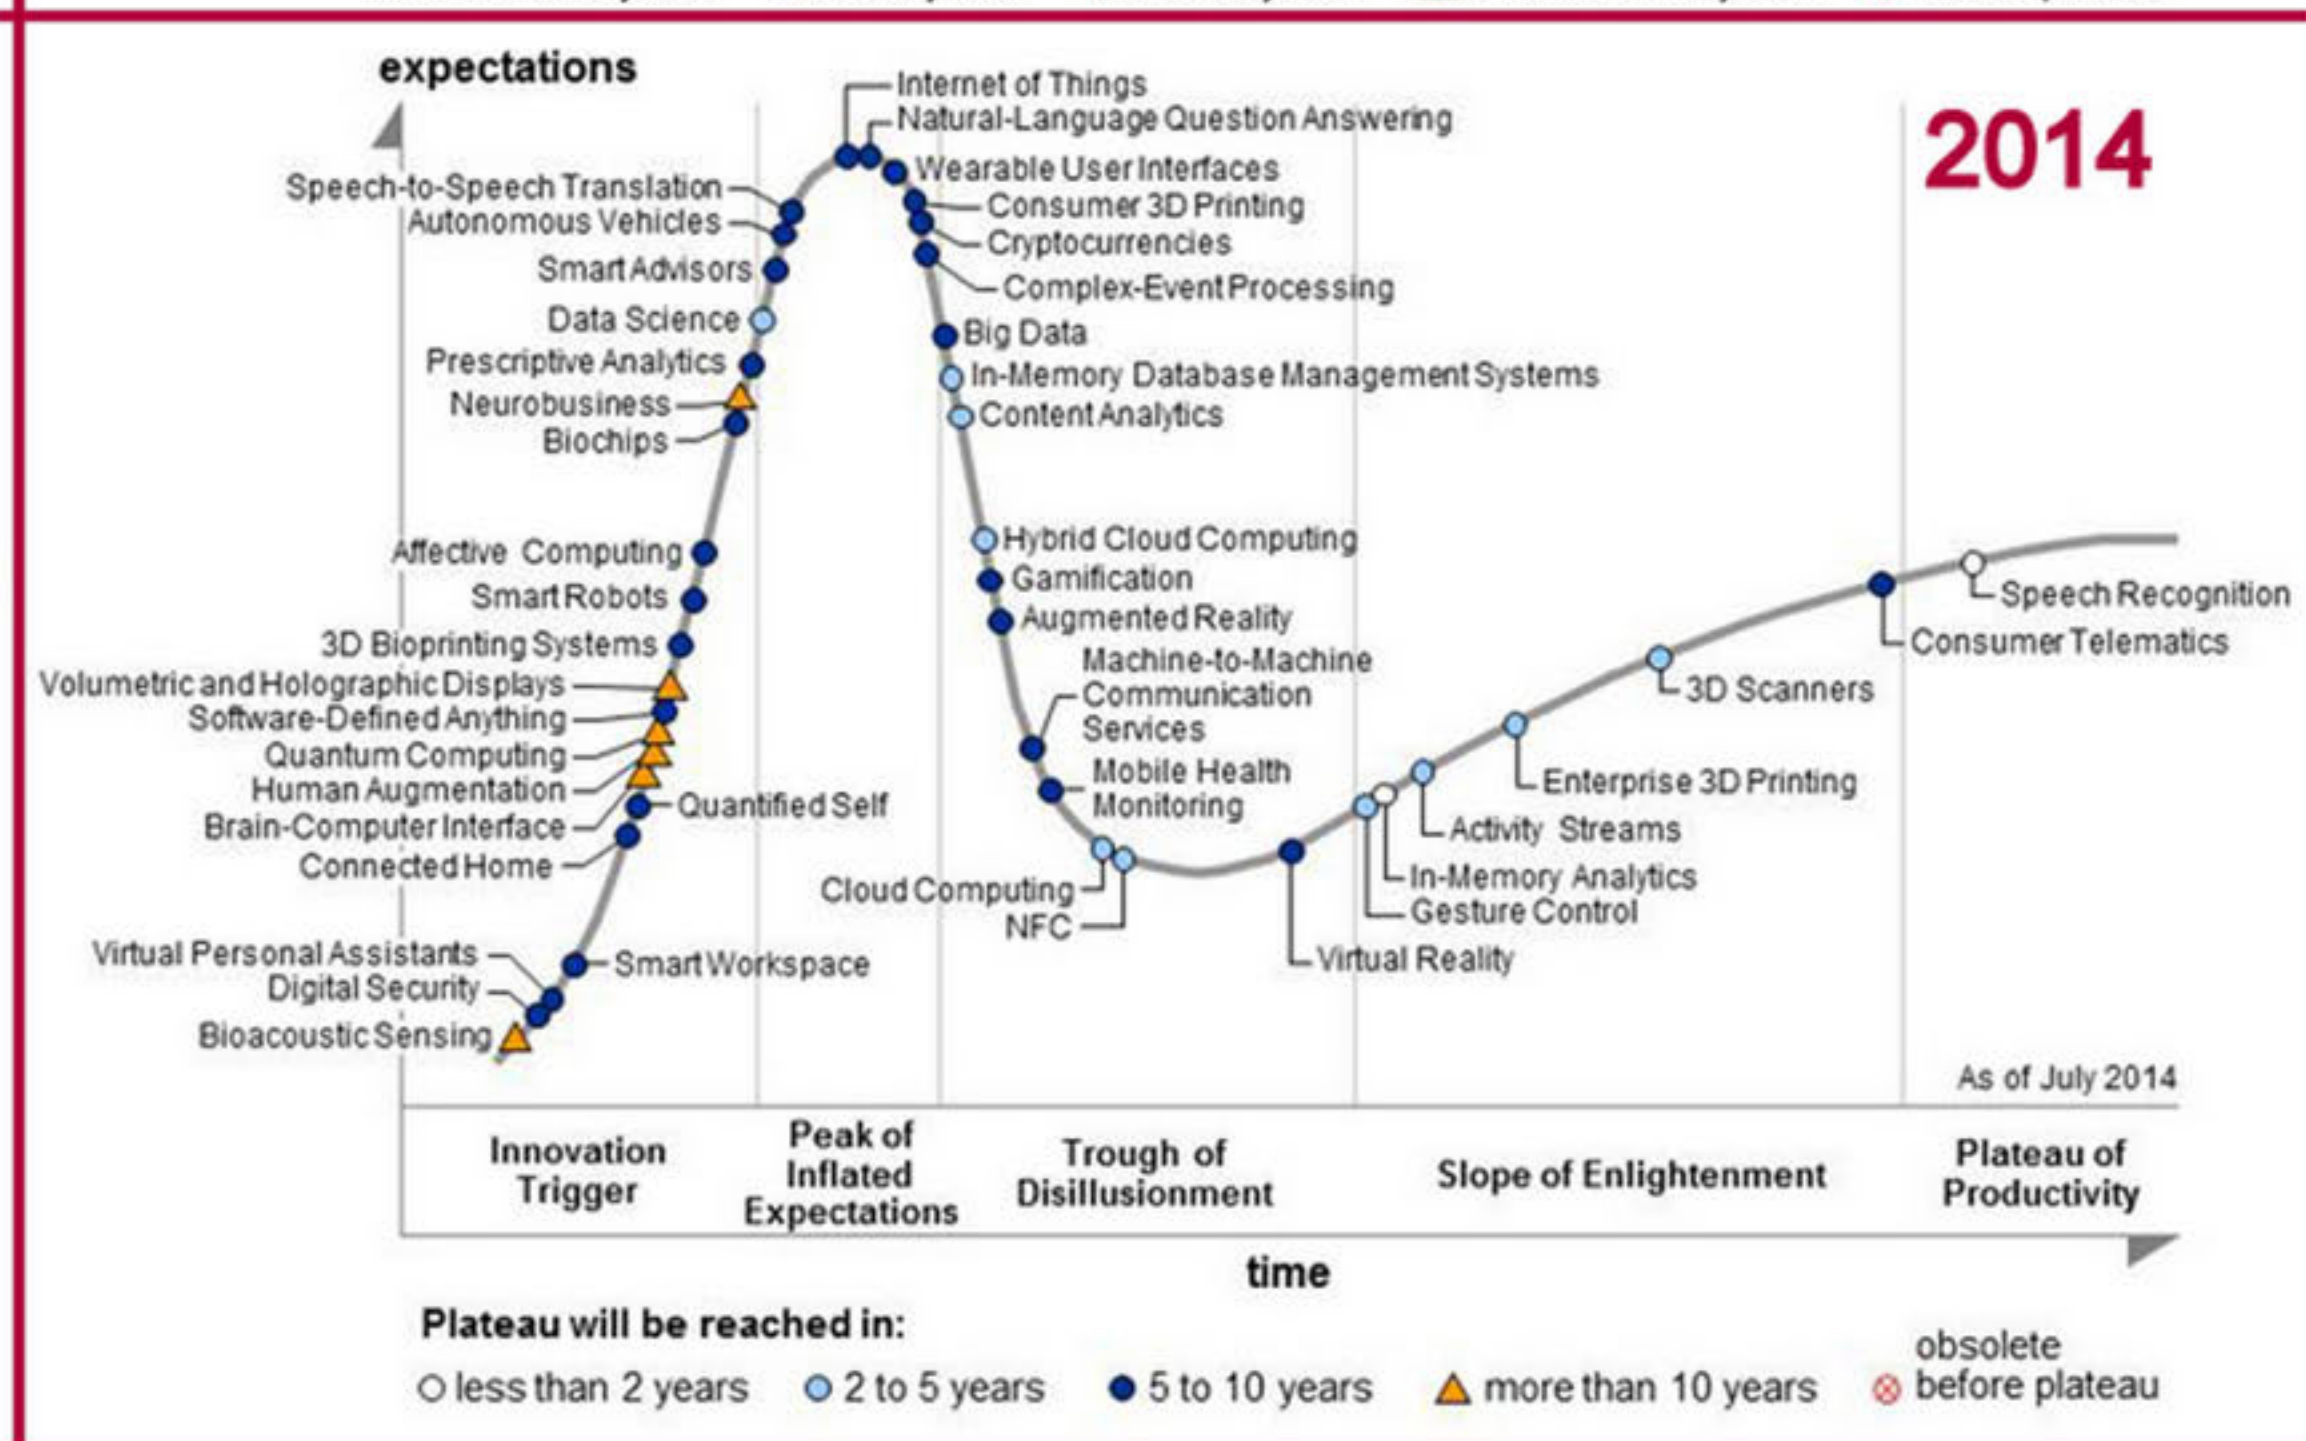 expectations
2014
Internet of Things
Natural-Language Question Answering
Wearable User Interfaces
Consumer 3D Printing
Cryptocurrencies
Complex-Event Processing
Speech-to-Speech Translation
Autonomous Vehicles
Smart Advisors
Data Science
Prescriptive Analytics
Neurobusiness
Biochips
Big Data
In-Memory Database Management Systems
Content Analytics
Affective Computing
Smart Robots
3D Bioprinting Systems
Volumetric and Holographic Displays
Software-Defined Anything
Quantum Computing
Human Augmentation
Brain-Computer Interface
Connected Home
Quantified Self
Virtual Personal Assistants
Digital Security
Bioacoustic Sensing
Smart Workspace
Hybrid Cloud Computing
Gamification
Augmented Reality
Machine-to-Machine
Communication
Services
Mobile Health
Monitoring
Cloud Computing
NFC
Virtual Reality
Gesture Control
In-Memory Analytics
Activity Streams
Enterprise 3D Printing
3D Scanners
Consumer Telematics
Speech Recognition
As of July 2014
Innovation
Trigger
Peak of
Inflated
Expectations
Trough of
Disillusionment
Slope of Enlightenment
Plateau of
Productivity
time
Plateau will be reached in:
less than 2 years
2 to 5 years
5 to 10 years
more than 10 years
obsolete
before plateau